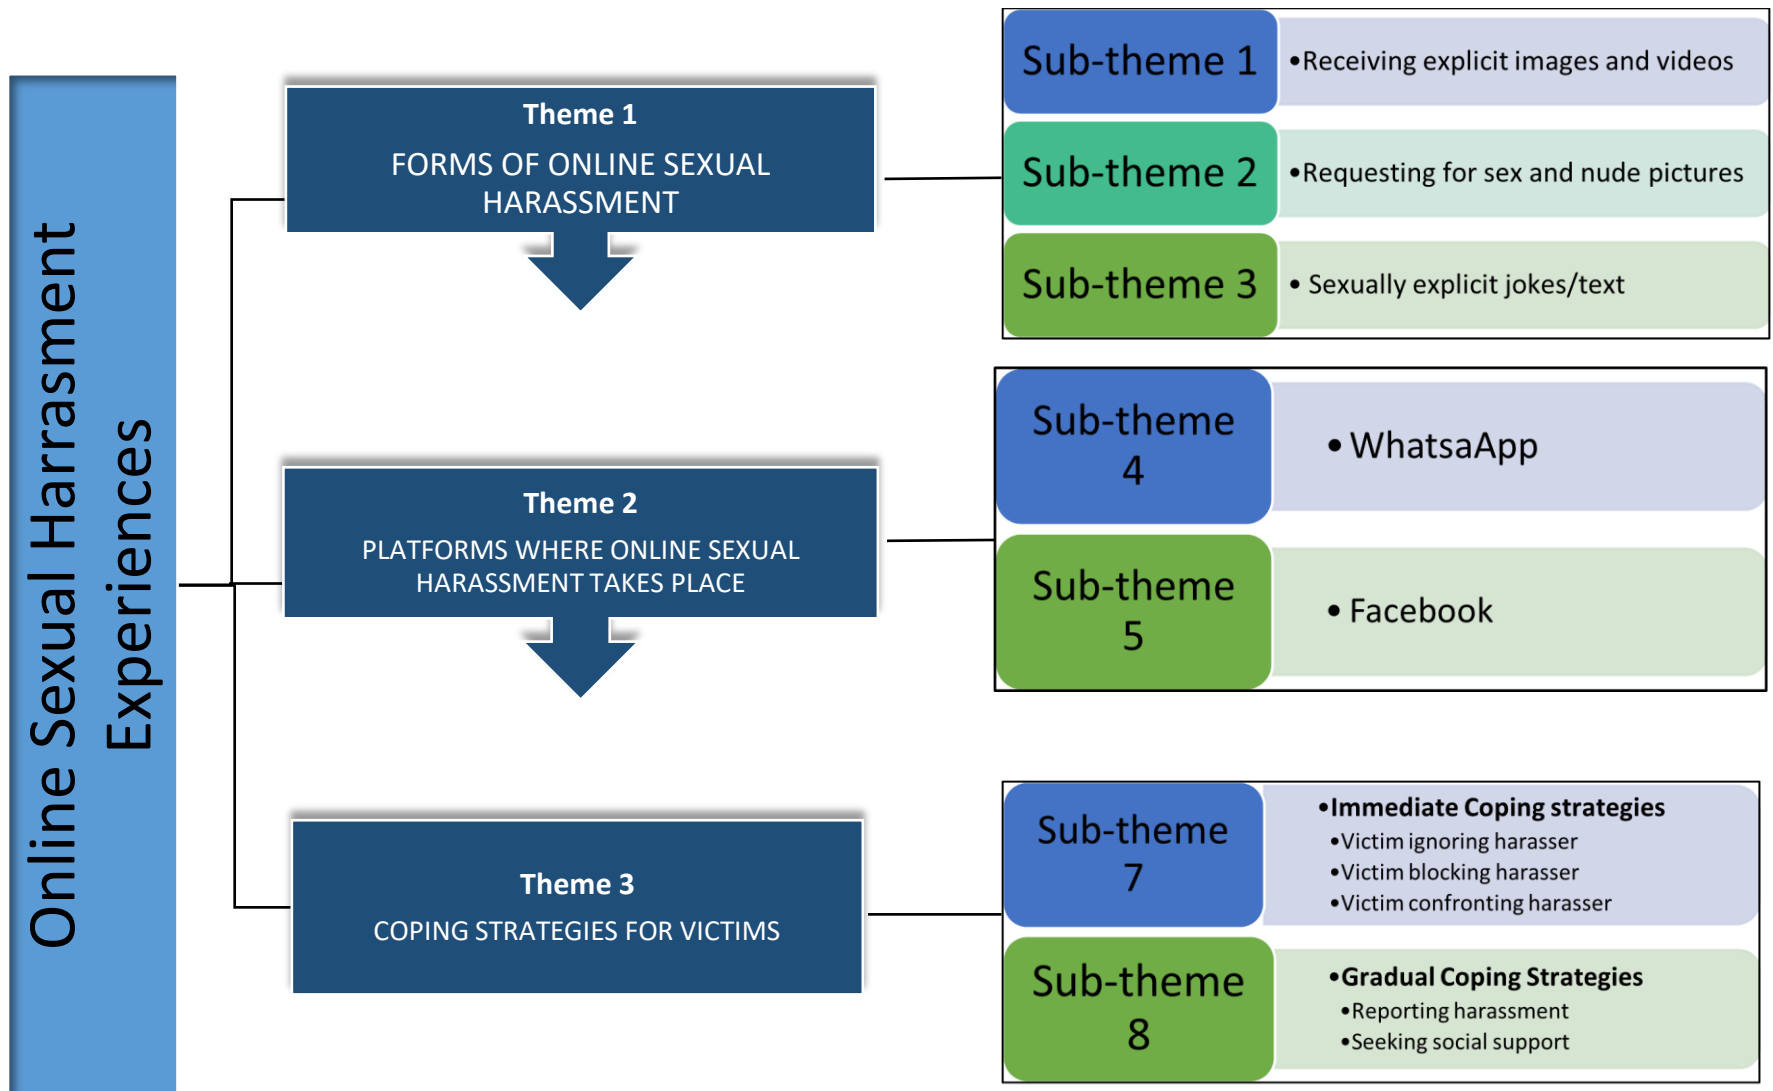 Online Sexual Harrasment
Experiences
Theme 1
FORMS OF ONLINE SEXUAL
HARASSMENT
Sub-theme 1
•Receiving explicit images and videos
Sub-theme 2
•Requesting for sex and nude pictures
Sub-theme 3
• Sexually explicit jokes/text
Theme 2
PLATFORMS WHERE ONLINE SEXUAL
HARASSMENT TAKES PLACE
Sub-theme
4
• WhatsaApp
Sub-theme
5
• Facebook
Theme 3
COPING STRATEGIES FOR VICTIMS
Sub-theme
7
•Immediate Coping strategies
•Victim ignoring harasser
•Victim blocking harasser
•Victim confronting harasser
Sub-theme
8
•Gradual Coping Strategies
•Reporting harassment
•Seeking social support